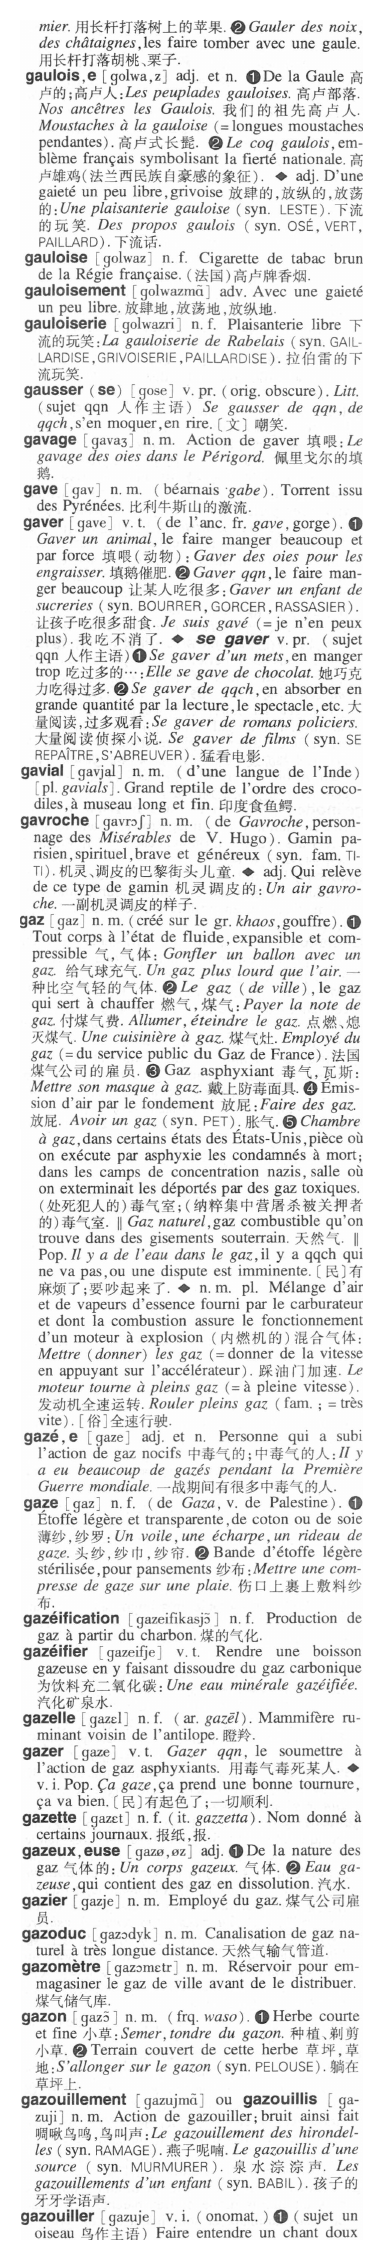 mier. 用长杆打落树上的苹果. ❷ Gauler des noix,
des châtaignes, les faire tomber avec une gaule.
用长杆打落胡桃、栗子.
gaulois, e [golwa, z] adj. et n. ❶ De la Gaule 高
卢的;高卢人: Les peuplades gauloises. 高卢部落.
Nos ancêtres les Gaulois. 我们的祖先高卢人.
Moustaches à la gauloise (= longues moustaches
pendantes). 高卢式长髭. ❷ Le coq gaulois, em-
blème français symbolisant la fierté nationale. 高
卢雄鸡(法兰西民族自豪感的象征). ◆ adj. D'une
gaieté un peu libre, grivoise 放肆的,放纵的,放荡
的: Une plaisanterie gauloise (syn. LESTE). 下流
的玩笑. Des propos gaulois (syn. OSÉ, VERT,
PAILLARD). 下流话.
gauloise [golwaz] n. f. Cigarette de tabac brun
de la Régie française. (法国)高卢牌香烟.
gauloisement [golwazmã] adv. Avec une gaieté
un peu libre. 放肆地,放荡地,放纵地.
gauloiserie [golwazri] n. f. Plaisanterie libre 下
流的玩笑: La gauloiserie de Rabelais (syn. GAIL-
LARDISE, GRIVOISERIE, PAILLARDISE). 拉伯雷的下
流玩笑.
gausser (se) [gose] v. pr. (orig. obscure). Litt.
(sujet qqn 人作主语) Se gausser de qqn, de
qqch, s'en moquer, en rire. [文] 嘲笑.
gavage [gavaʒ] n. m. Action de gaver 填喂: Le
gavage des oies dans le Périgord. 佩里戈尔的填
鹅.
gave [gav] n. m. (béarnais gabe). Torrent issu
des Pyrénées. 比利牛斯山的激流.
gaver [gave] v. t. (de l'anc. fr. gave, gorge). ❶
Gaver un animal, le faire manger beaucoup et
par force 填喂(动物): Gaver des oies pour les
engraisser. 填鹅催肥. ❷ Gaver qqn, le faire man-
ger beaucoup 让某人吃很多: Gaver un enfant de
sucreries (syn. BOURRER, GORCER, RASSASIER).
让孩子吃很多甜食. Je suis gavé (= je n'en peux
plus). 我吃不消了. ◆ se gaver v. pr. (sujet
qqn 人作主语) ❶ Se gaver d'un mets, en manger
trop 吃过多的…: Elle se gave de chocolat. 她巧克
力吃得过多. ❷ Se gaver de qqch, en absorber en
grande quantité par la lecture, le spectacle, etc. 大
量阅读,过多观看: Se gaver de romans policiers.
大量阅读侦探小说. Se gaver de films (syn. SE
REPAÎTRE, S'ABREUVER). 猛看电影.
gavial [gavjal] n. m. (d'une langue de l'Inde)
[pl. gavials]. Grand reptile de l'ordre des croco-
diles, à museau long et fin. 印度食鱼鳄.
gavroche [gavrɔʃ] n. m. (de Gavroche, person-
nage des Misérables de V. Hugo). Gamin pa-
risien, spirituel, brave et généreux (syn. fam. TI-
TI). 机灵、调皮的巴黎街头儿童. ◆ adj. Qui relève
de ce type de gamin 机灵调皮的: Un air gavro-
che. 一副机灵调皮的样子.
gaz [gaz] n. m. (créé sur le gr. khaos, gouffre). ❶
Tout corps à l'état de fluide, expansible et com-
pressible 气, 气体: Gonfler un ballon avec un
gaz. 给气球充气. Un gaz plus lourd que l'air. 一
种比空气轻的气体. ❷ Le gaz (de ville), le gaz
qui sert à chauffer 燃气,煤气: Payer la note de
gaz. 付煤气费. Allumer, éteindre le gaz. 点燃、熄
灭煤气. Une cuisinière à gaz. 煤气灶. Employé du
gaz (= du service public du Gaz de France). 法国
煤气公司的雇员. ❸ Gaz asphyxiant 毒气, 瓦斯:
Mettre son masque à gaz. 戴上防毒面具. ❹ Émis-
sion d'air par le fondement 放屁: Faire des gaz.
放屁. Avoir un gaz (syn. PET). 胀气. ❺ Chambre
à gaz, dans certains états des États-Unis, pièce où
on exécute par asphyxie les condamnés à mort;
dans les camps de concentration nazis, salle où
on exterminait les déportés par des gaz toxiques.
(处死犯人的)毒气室;(纳粹集中营屠杀被关押者
的)毒气室. ‖ Gaz naturel, gaz combustible qu'on
trouve dans des gisements souterrain. 天然气. ‖
Pop. Il y a de l'eau dans le gaz, il y a qqch qui
ne va pas, ou une dispute est imminente. [民]有
麻烦了;要吵起来了. ◆ n. m. pl. Mélange d'air
et de vapeurs d'essence fourni par le carburateur
et dont la combustion assure le fonctionnement
d'un moteur à explosion (内燃机的)混合气体:
Mettre (donner) les gaz (= donner de la vitesse
en appuyant sur l'accélérateur). 踩油门加速. Le
moteur tourne à pleins gaz (= à pleine vitesse).
发动机全速运转. Rouler pleins gaz (fam. ; = très
vite). [俗]全速行驶.
gazé, e [gaze] adj. et n. Personne qui a subi
l'action de gaz nocifs 中毒气的;中毒气的人: Il y
a eu beaucoup de gazés pendant la Première
Guerre mondiale. 一战期间有很多中毒气的人.
gaze [gaz] n. f. (de Gaza, v. de Palestine). ❶
Étoffe légère et transparente, de coton ou de soie
薄纱,纱罗: Un voile, une écharpe, un rideau de
gaze. 头纱,纱巾,纱帘. ❷ Bande d'étoffe légère
stérilisée, pour pansements 纱布: Mettre une com-
presse de gaze sur une plaie. 伤口上裹上敷料纱
布.
gazéification [gazeifikasjɔ̃] n. f. Production de
gaz à partir du charbon. 煤的气化.
gazéifier [gazeifje] v. t. Rendre une boisson
gazeuse en y faisant dissoudre du gaz carbonique
为饮料充二氧化碳: Une eau minérale gazéifiée.
汽化矿泉水.
gazelle [gazɛl] n. f. (ar. gazēl). Mammifère ru-
minant voisin de l'antilope. 瞪羚.
gazer [gaze] v. t. Gazer qqn, le soumettre à
l'action de gaz asphyxiants. 用毒气毒死某人. ◆
v. i. Pop. Ça gaze, ça prend une bonne tournure,
ça va bien. [民]有起色了;一切顺利.
gazette [gazɛt] n. f. (it. gazzetta). Nom donné à
certains journaux. 报纸,报.
gazeux, euse [gazø, øz] adj. ❶ De la nature des
gaz 气体的: Un corps gazeux. 气体. ❷ Eau ga-
zeuse, qui contient des gaz en dissolution. 汽水.
gazier [gazje] n. m. Employé du gaz. 煤气公司雇
员.
gazoduc [gazɔdyk] n. m. Canalisation de gaz na-
turel à très longue distance. 天然气输气管道.
gazomètre [gazɔmɛtr] n. m. Réservoir pour em-
magasiner le gaz de ville avant de le distribuer.
煤气储气库.
gazon [gazɔ̃] n. m. (frq. waso). ❶ Herbe courte
et fine 小草: Semer, tondre du gazon. 种植、剃剪
小草. ❷ Terrain couvert de cette herbe 草坪,草
地: S'allonger sur le gazon (syn. PELOUSE). 躺在
草坪上.
gazouillement [gazujmã] ou gazouillis [ga-
zuji] n. m. Action de gazouiller; bruit ainsi fait
啁啾鸟鸣,鸟叫声: Le gazouillement des hirondel-
les (syn. RAMAGE). 燕子呢喃. Le gazouillis d'une
source (syn. MURMURER). 泉水淙淙声. Les
gazouillements d'un enfant (syn. BABIL). 孩子的
牙牙学语声.
gazouiller [gazuje] v. i. (onomat.) ❶ (sujet un
oiseau 鸟作主语) Faire entendre un chant doux